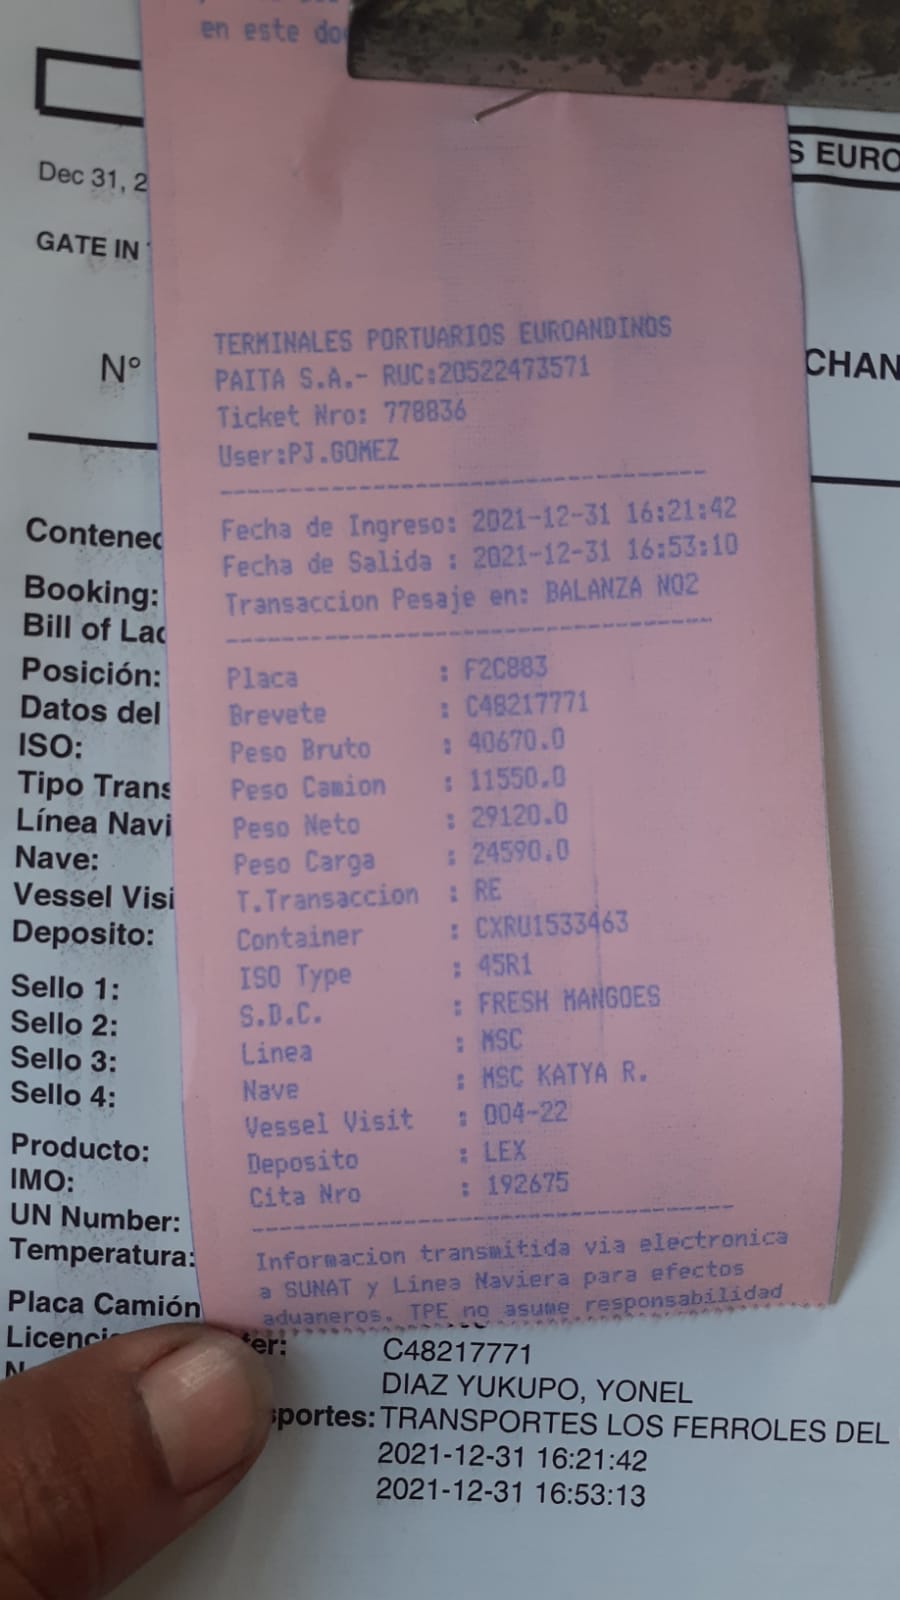 en este do
Dec 31, 2
S EURO
GATE IN
Nº
CHAN
TERMINALES PORTUARIOS EUROANDINOS
PAITA S.A.- RUC:20522473571
Ticket Nro: 778836
User:PJ.GOMEZ
Fecha de Ingreso: 2021-12-31 16:21:42
Fecha de Salida : 2021-12-31 16:53:10
Transaccion Pesaje en: BALANZA NO2
Placa : F2C883
Brevete : C48217771
Peso Bruto : 40670.0
Peso Camion : 11550.0
Peso Neto : 29120.0
Peso Carga : 24590.0
T.Transaccion : RE
Container : CXRU1533463
ISO Type : 45R1
S.D.C. : FRESH MANGOES
Linea : MSC
Nave : MSC KATYA R.
Vessel Visit : 004-22
Deposito : LEX
Cita Nro : 192675
Informacion transmitida via electronica
a SUNAT y Linea Naviera para efectos
aduaneros. TPE no asume responsabilidad
Contened
Booking:
Bill of Lad
Posición:
Datos del
ISO:
Tipo Trans
Línea Navi
Nave:
Vessel Visi
Deposito:
Sello 1:
Sello 2:
Sello 3:
Sello 4:
Producto:
IMO:
UN Number:
Temperatura:
Placa Camión
Licenci ter: C48217771
N DIAZ YUKUPO, YONEL
sportes: TRANSPORTES LOS FERROLES DEL
2021-12-31 16:21:42
2021-12-31 16:53:13